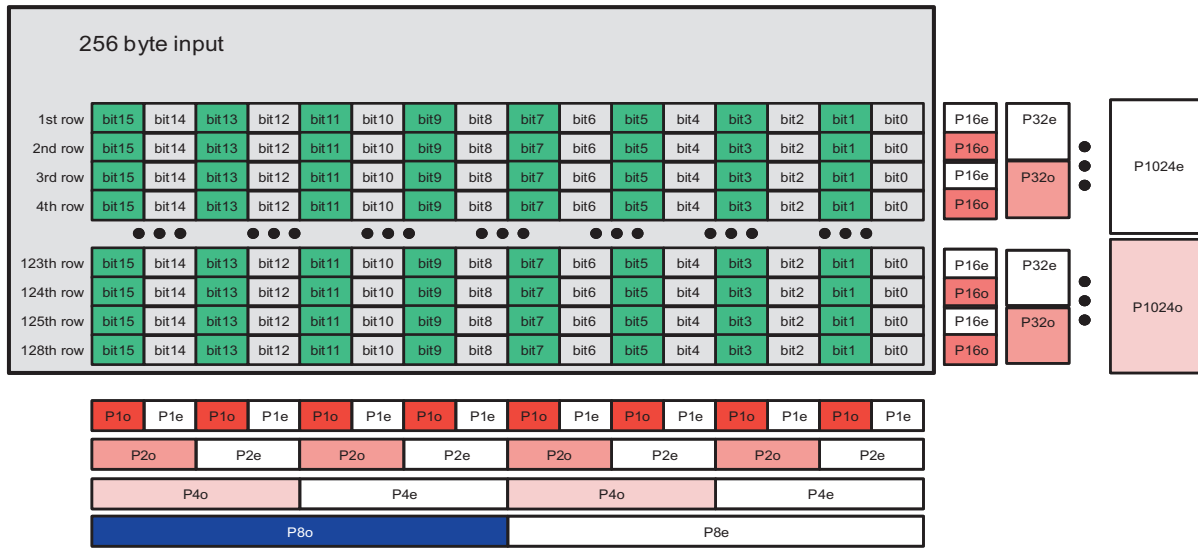 256 byte input
1st row bit15 bit14 bit13 bit12 bit11 bit10 bit9 bit8 bit7 bit6 bit5 bit4 bit3 bit2 bit1 bit0 P16e P32e
2nd row bit15 bit14 bit13 bit12 bit11 bit10 bit9 bit8 bit7 bit6 bit5 bit4 bit3 bit2 bit1 bit0 P16o
P1024e
3rd row bit15 bit14 bit13 bit12 bit11 bit10 bit9 bit8 bit7 bit6 bit5 bit4 bit3 bit2 bit1 bit0 P16e P32o
4th row bit15 bit14 bit13 bit12 bit11 bit10 bit9 bit8 bit7 bit6 bit5 bit4 bit3 bit2 bit1 bit0 P16o
123th row bit15 bit14 bit13 bit12 bit11 bit10 bit9 bit8 bit7 bit6 bit5 bit4 bit3 bit2 bit1 bit0 P16e P32e
124th row bit15 bit14 bit13 bit12 bit11 bit10 bit9 bit8 bit7 bit6 bit5 bit4 bit3 bit2 bit1 bit0 P16o
P1024o
125th row bit15 bit14 bit13 bit12 bit11 bit10 bit9 bit8 bit7 bit6 bit5 bit4 bit3 bit2 bit1 bit0 P16e P32o
128th row bit15 bit14 bit13 bit12 bit11 bit10 bit9 bit8 bit7 bit6 bit5 bit4 bit3 bit2 bit1 bit0 P16o
P1o P1e P1o P1e P1o P1e P1o P1e P1o P1e P1o P1e P1o P1e P1o P1e
P2o P2e P2o P2e P2o P2e P2o P2e
P4o P4e P4o P4e
P8o P8e